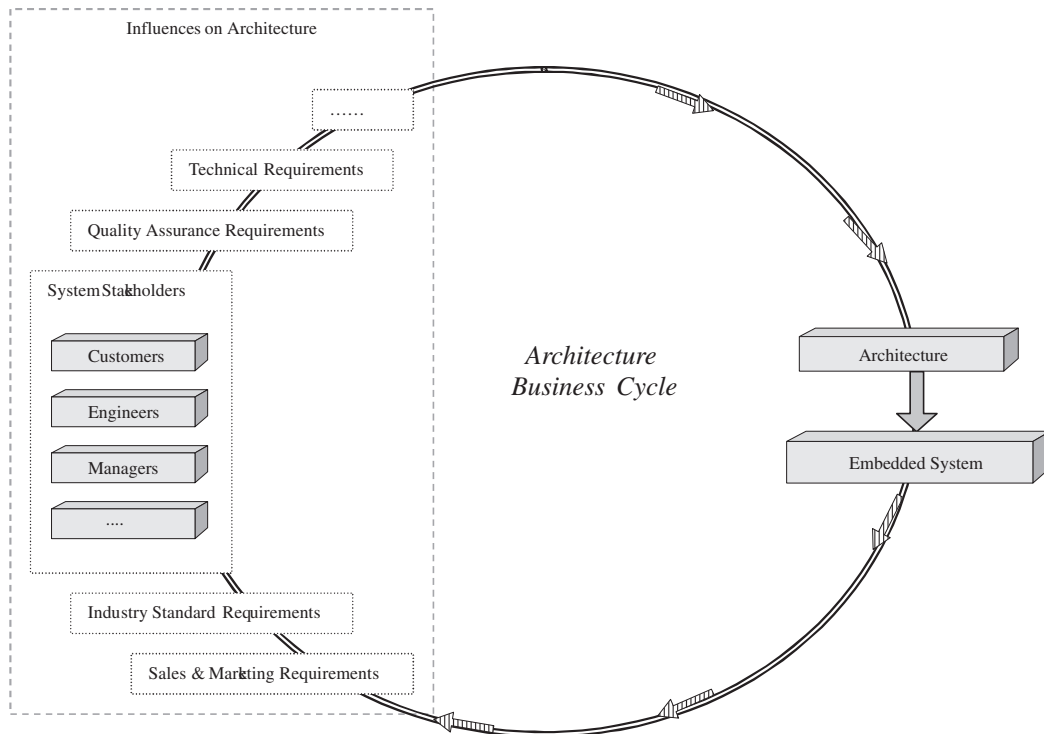 Influences on Architecture
......
Technical Requirements
Quality Assurance Requirements
System Stakeholders
Customers
Engineers
Managers
....
Industry Standard Requirements
Sales & Marketing Requirements
Architecture
Business Cycle
Architecture
Embedded System